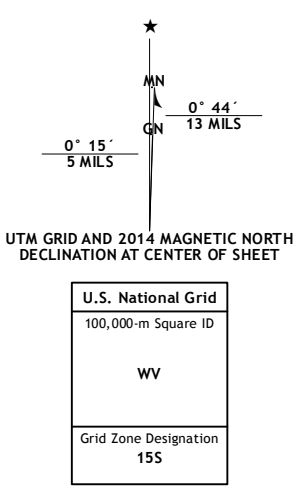 ★
MN
0° 44´
13 MILS
GN
0° 15´
5 MILS
UTM GRID AND 2014 MAGNETIC NORTH
DECLINATION AT CENTER OF SHEET
U.S. National Grid
100,000-m Square ID
WV
Grid Zone Designation
15S